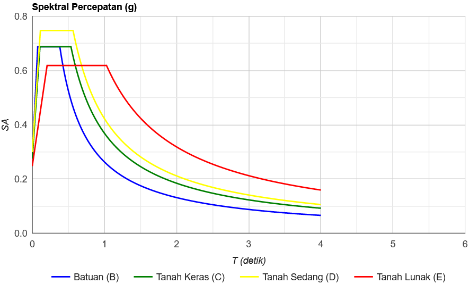 Spektral Percepatan (g)
0.8
0.6
0.4
0.2
0.0
SA
0 1 2 3 4 5 6
T (detik)
Batuan (B) Tanah Keras (C) Tanah Sedang (D) Tanah Lunak (E)